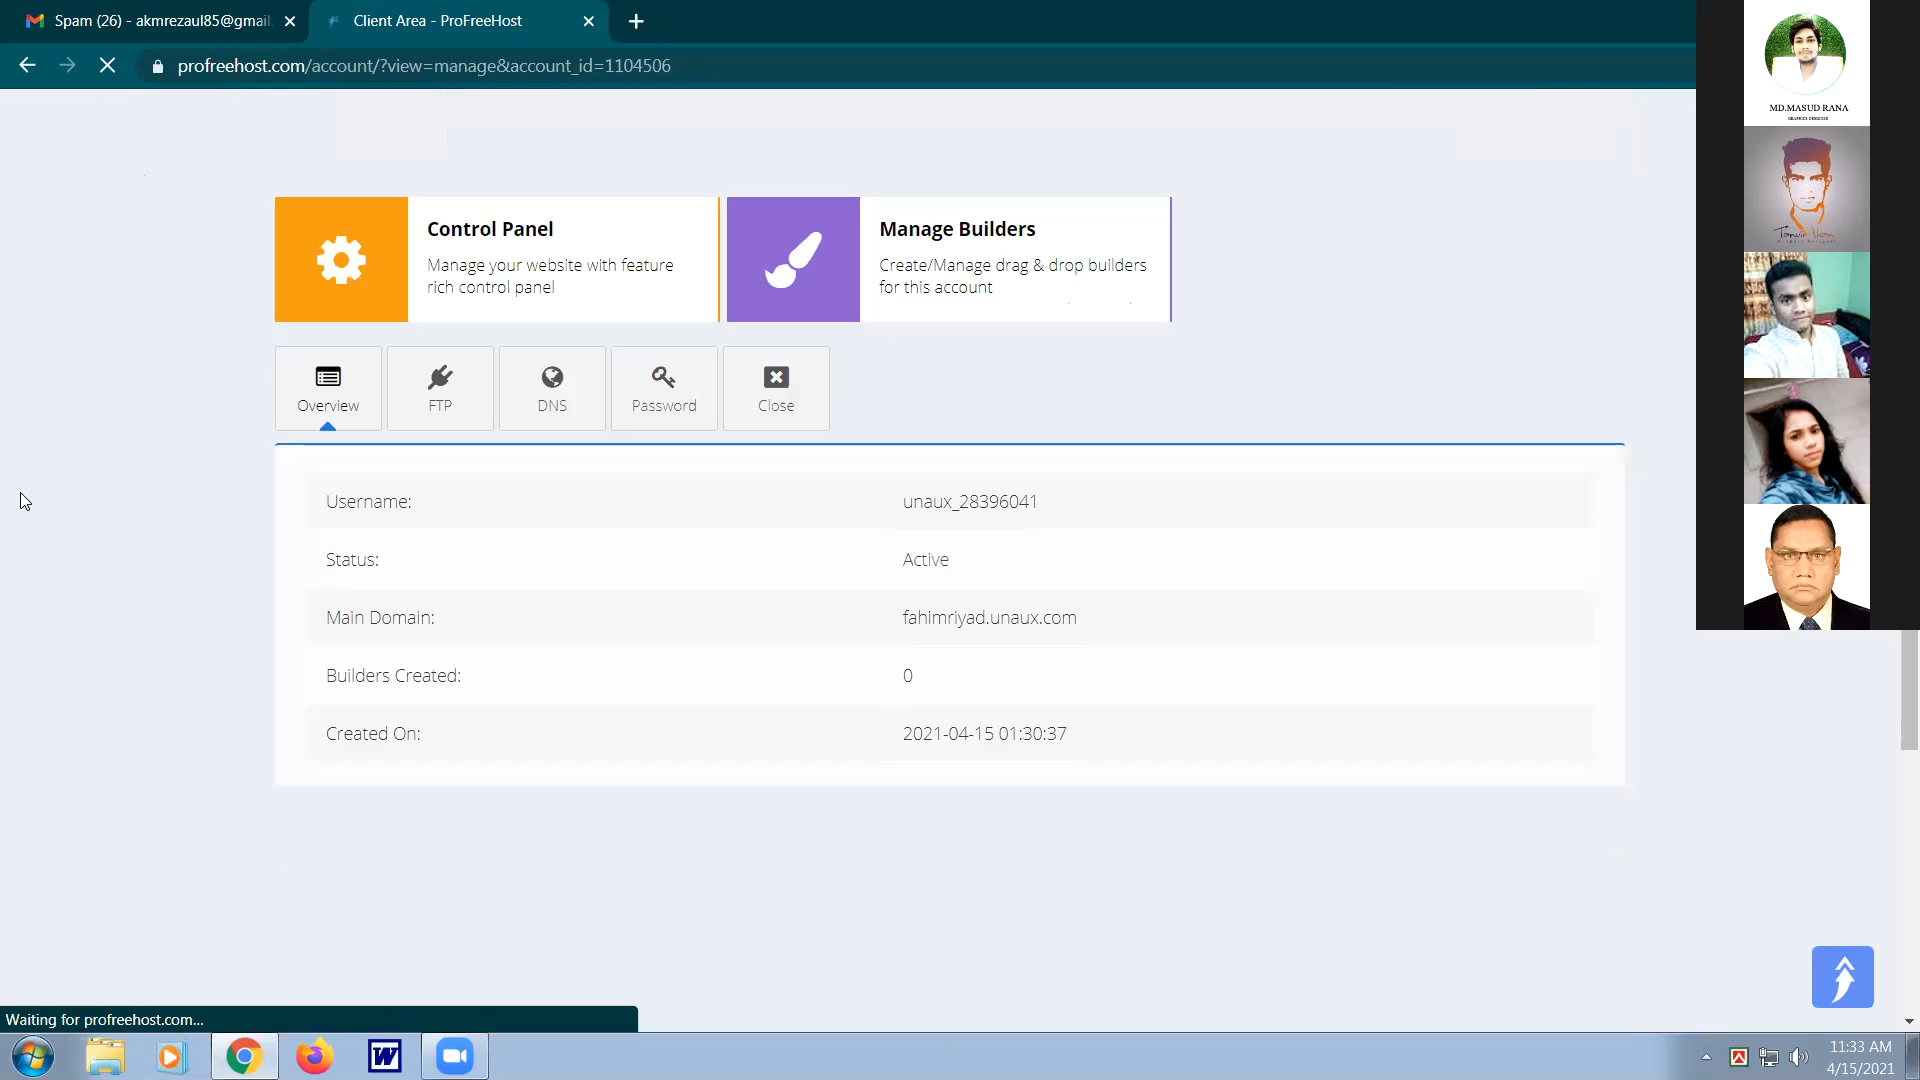 Spam (26) - akmrezaul85@gmail.
Client Area - ProFreeHost
profreehost.com/account/?view=manage&account_id=1104506
MD.MASUD RANA
GRAPHICS DESIGNER
Control Panel
Manage your website with feature
rich control panel
Manage Builders
Create/Manage drag & drop builders
for this account
Overview
FTP
DNS
Password
Close
Username:
unaux_28396041
Status:
Active
Main Domain:
fahimriyad.unaux.com
Builders Created:
0
Created On:
2021-04-15 01:30:37
Waiting for profreehost.com...
W
11:33 AM
4/15/2021